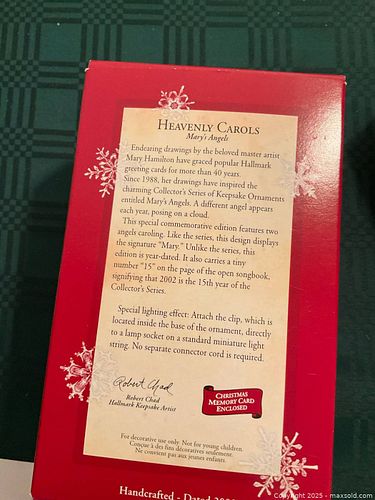 HEAVENLY CAROLS
Mary's Angels
Endearing drawings by the beloved master artist
Mary Hamilton have graced popular Hallmark
greeting cards for more than 40 years.
Since 1988, her drawings have inspired the
charming Collector's Series of Keepsake Ornaments
entitled Mary's Angels. A different angel appears
each year, posing on a cloud.
This special commemorative edition features two
angels caroling. Like the series, this design displays
the signature "Mary." Unlike the series, this
edition is year-dated. It also carries a tiny
number "15" on the page of the open songbook,
signifying that 2002 is the 15th year of the
Collector's Series.
Special lighting effect: Attach the clip, which is
located inside the base of the ornament, directly
to a lamp socket on a standard miniature light
string. No separate connector cord is required.
Robert Chad
Robert Chad
Hallmark Keepsake Artist
CHRISTMAS
MEMORY CARD
ENCLOSED
For decorative use only. Not for young children.
Conçue à des fins décoratives seulement.
Ne convient pas aux jeunes enfants.
Handcrafted - Dated
Copyright 2025 - maxsold.com